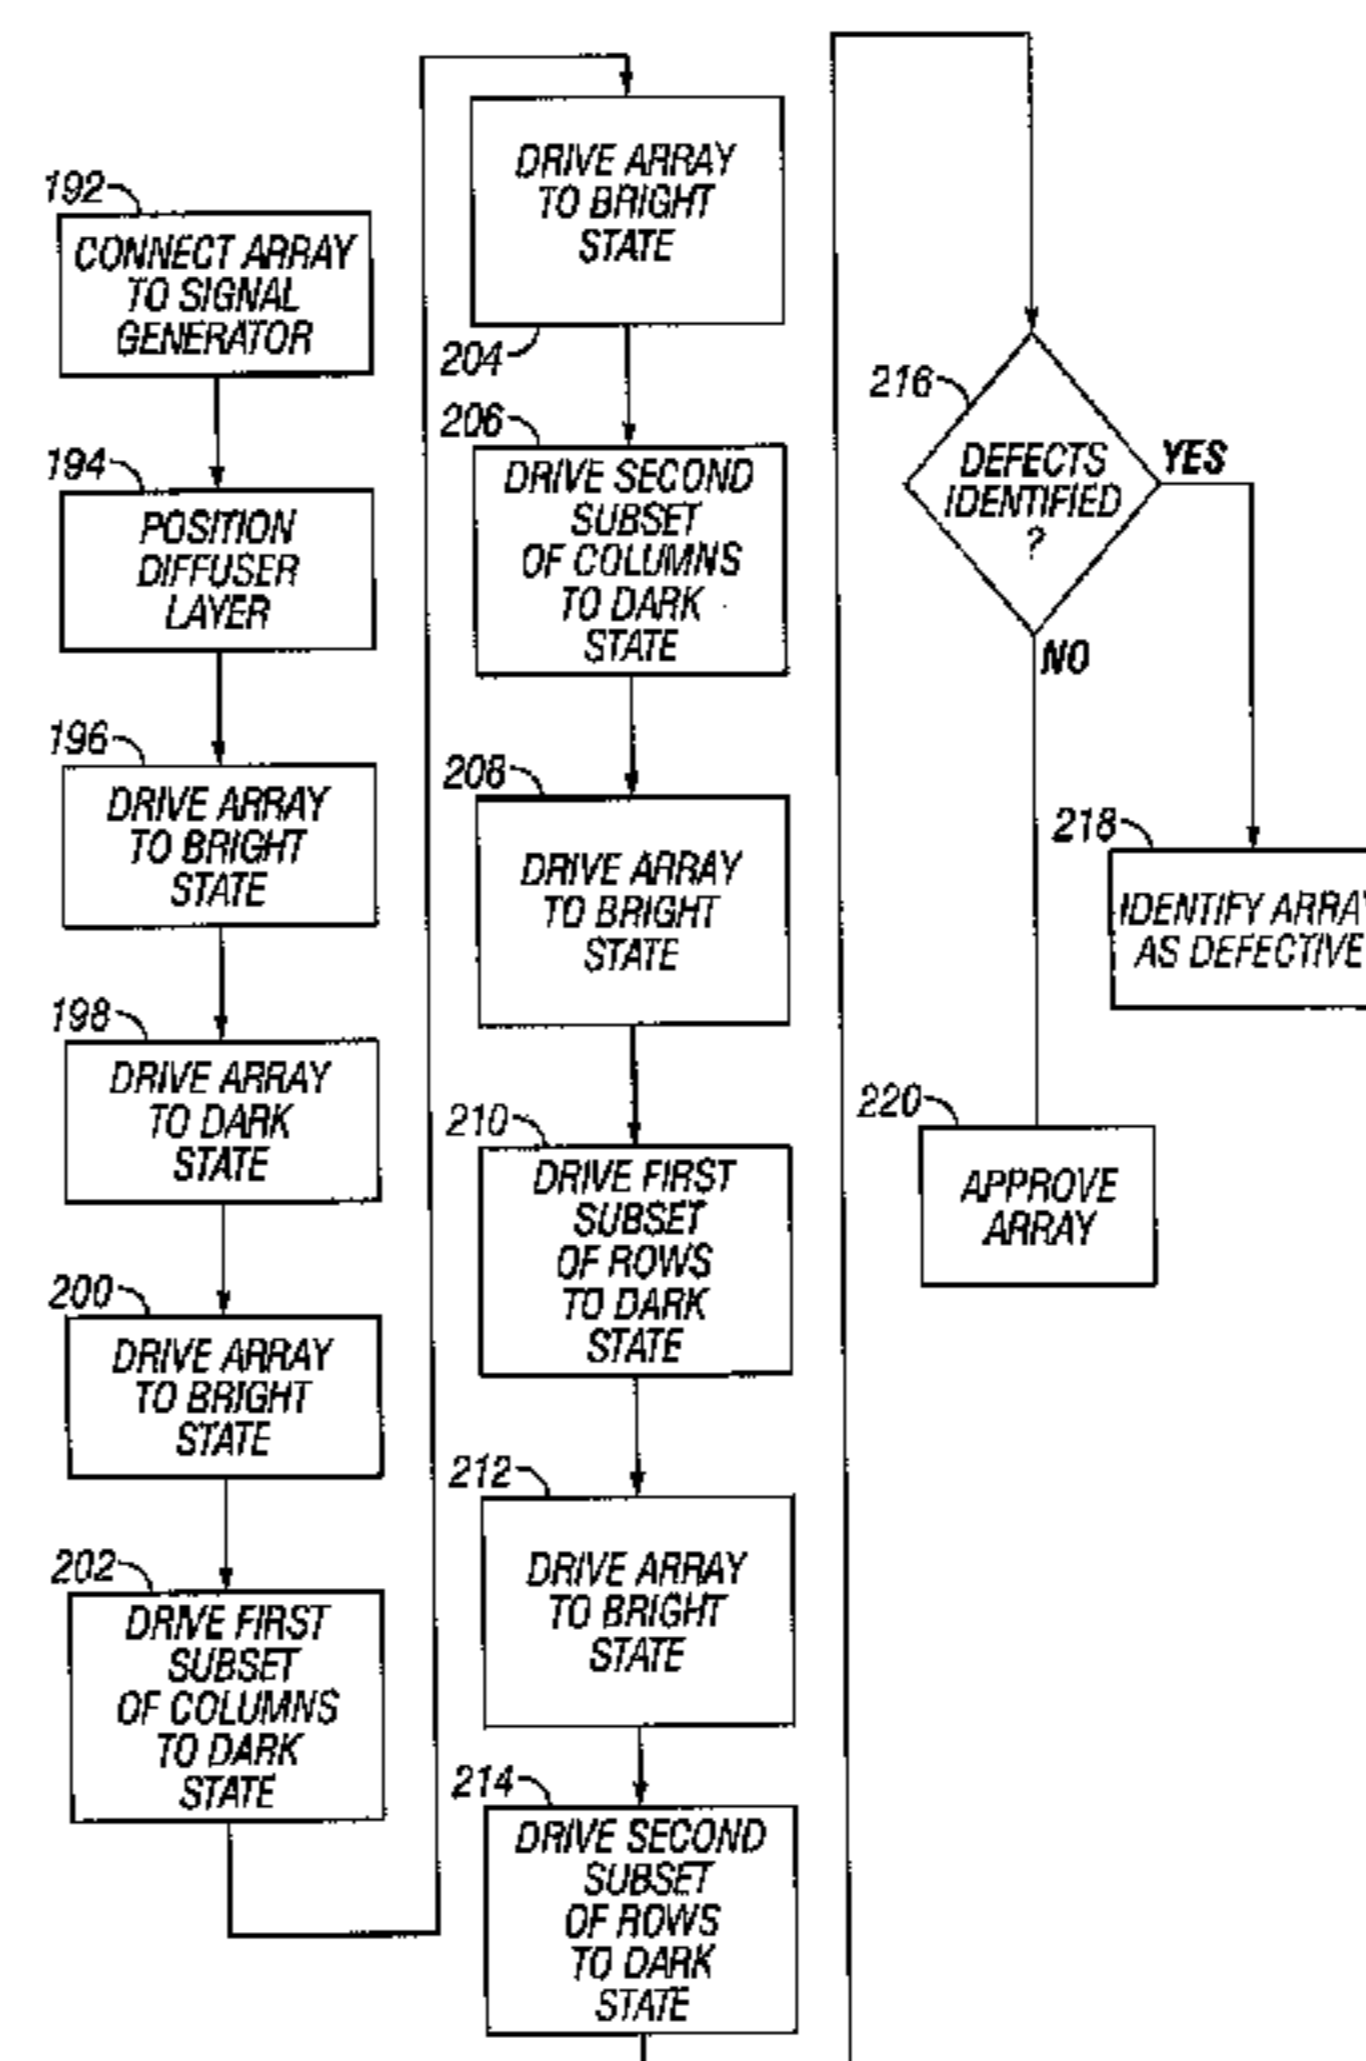 192
CONNECT ARRAY
TO SIGNAL
GENERATOR
194
POSITION
DIFFUSER
LAYER
196
DRIVE ARRAY
TO BRIGHT
STATE
198
DRIVE ARRAY
TO DARK
STATE
200
DRIVE ARRAY
TO BRIGHT
STATE
202
DRIVE FIRST
SUBSET
OF COLUMNS
TO DARK
STATE
DRIVE ARRAY
TO BRIGHT
STATE
204
206
DRIVE SECOND
SUBSET
OF COLUMNS
TO DARK
STATE
208
DRIVE ARRAY
TO BRIGHT
STATE
210
DRIVE FIRST
SUBSET
OF ROWS
TO DARK
STATE
212
DRIVE ARRAY
TO BRIGHT
STATE
214
DRIVE SECOND
SUBSET
OF ROWS
TO DARK
STATE
216
DEFECTS
IDENTIFIED
?
YES
NO
218
IDENTIFY ARRAY
AS DEFECTIVE
220
APPROVE
ARRAY